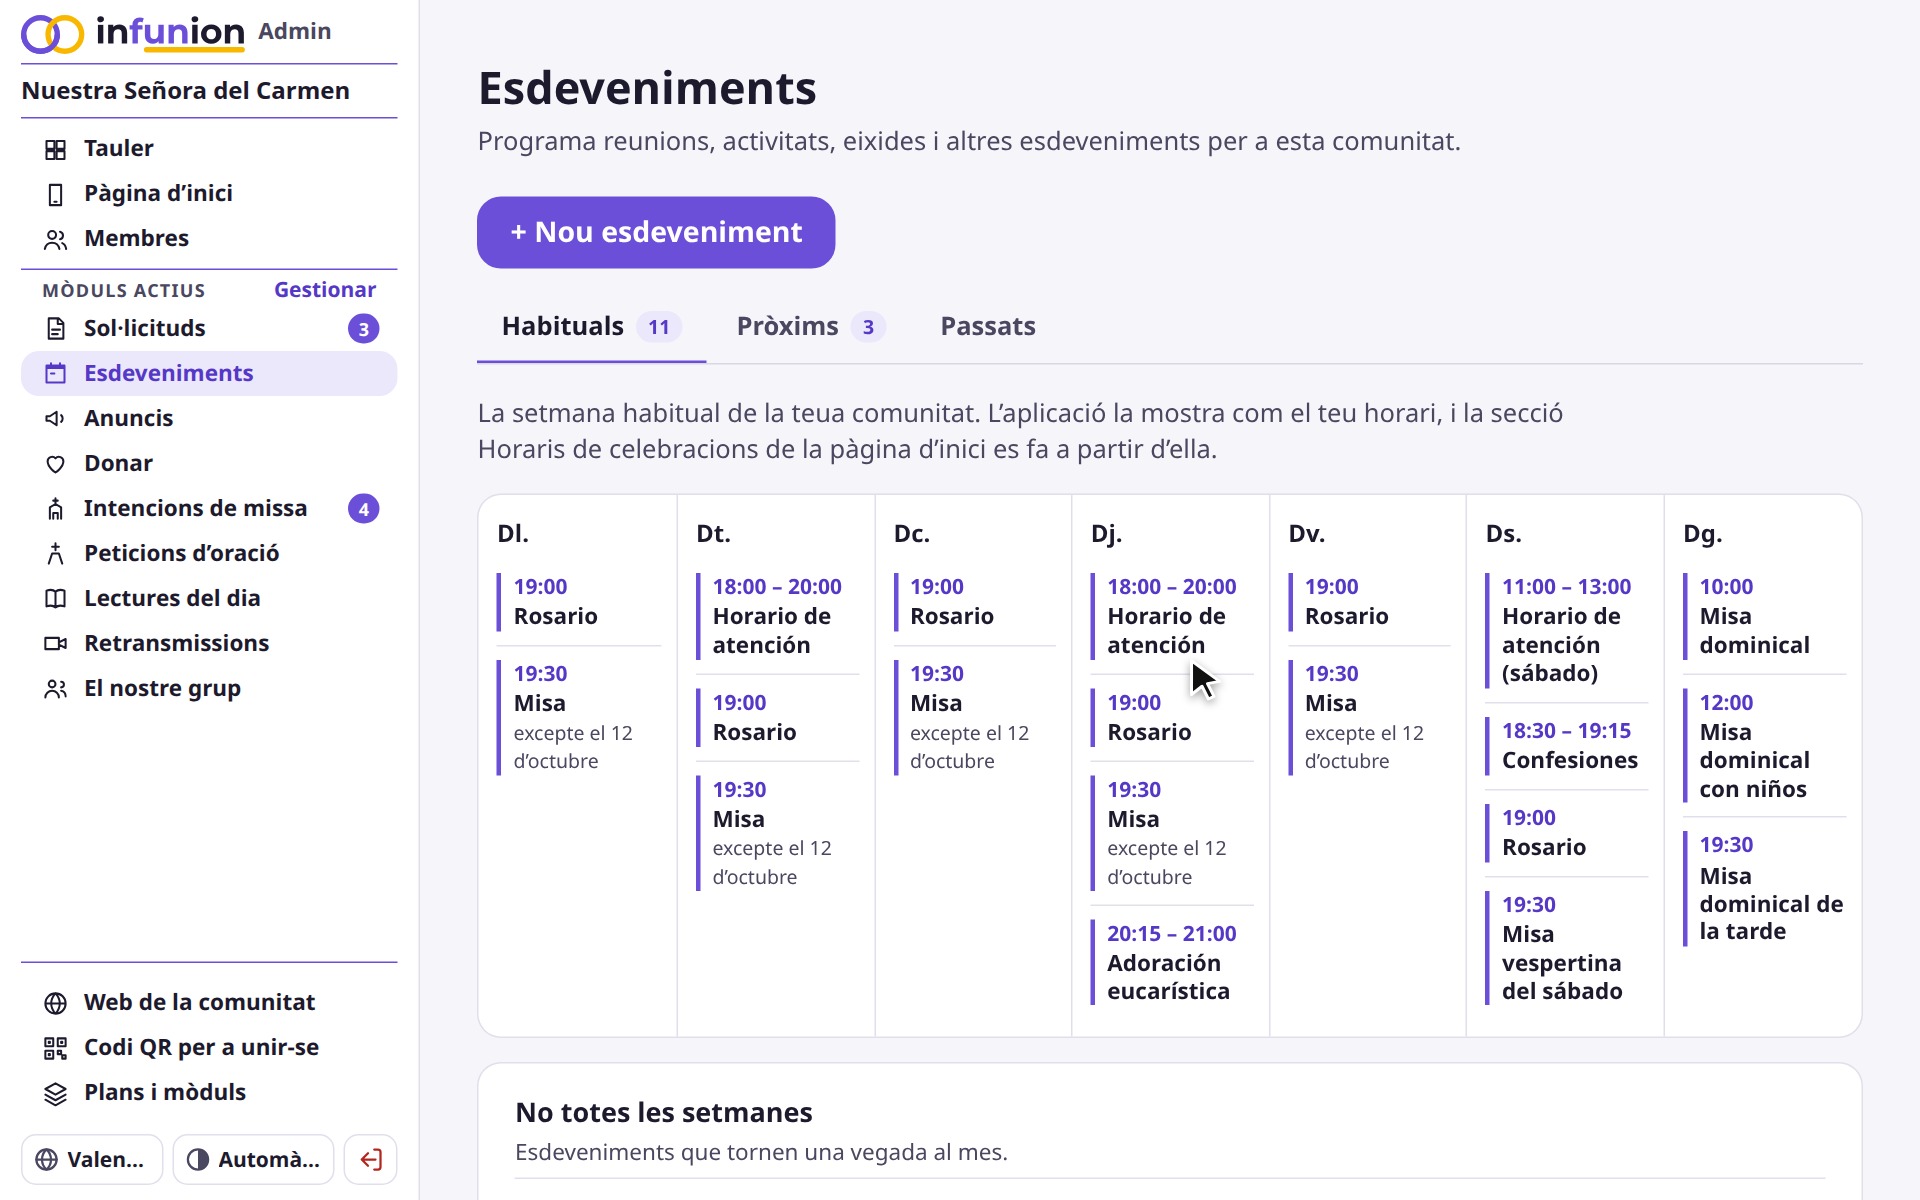 infunion Admin
Nuestra Señora del Carmen
Tauler
Pàgina d’inici
Membres
MÒDULS ACTIUS Gestionar
Sol·licituds 3
Esdeveniments
Anuncis
Donar
Intencions de missa 4
Peticions d’oració
Lectures del dia
Retransmissions
El nostre grup
Web de la comunitat
Codi QR per a unir-se
Plans i mòduls
Valen... Automà...
Esdeveniments
Programa reunions, activitats, eixides i altres esdeveniments per a esta comunitat.
+ Nou esdeveniment
Habituals 11 Pròxims 3 Passats
La setmana habitual de la teua comunitat. L’aplicació la mostra com el teu horari, i la secció
Horaris de celebracions de la pàgina d’inici es fa a partir d’ella.
Dl.
19:00
Rosario
19:30
Misa
excepte el 12
d’octubre
Dt.
18:00 – 20:00
Horario de
atención
19:00
Rosario
19:30
Misa
excepte el 12
d’octubre
Dc.
19:00
Rosario
19:30
Misa
excepte el 12
d’octubre
Dj.
18:00 – 20:00
Horario de
atención
19:00
Rosario
19:30
Misa
excepte el 12
d’octubre
20:15 – 21:00
Adoración
eucarística
Dv.
19:00
Rosario
19:30
Misa
excepte el 12
d’octubre
Ds.
11:00 – 13:00
Horario de
atención
(sábado)
18:30 – 19:15
Confesiones
19:00
Rosario
19:30
Misa
vespertina
del sábado
Dg.
10:00
Misa
dominical
12:00
Misa
dominical
con niños
19:30
Misa
dominical de
la tarde
No totes les setmanes
Esdeveniments que tornen una vegada al mes.